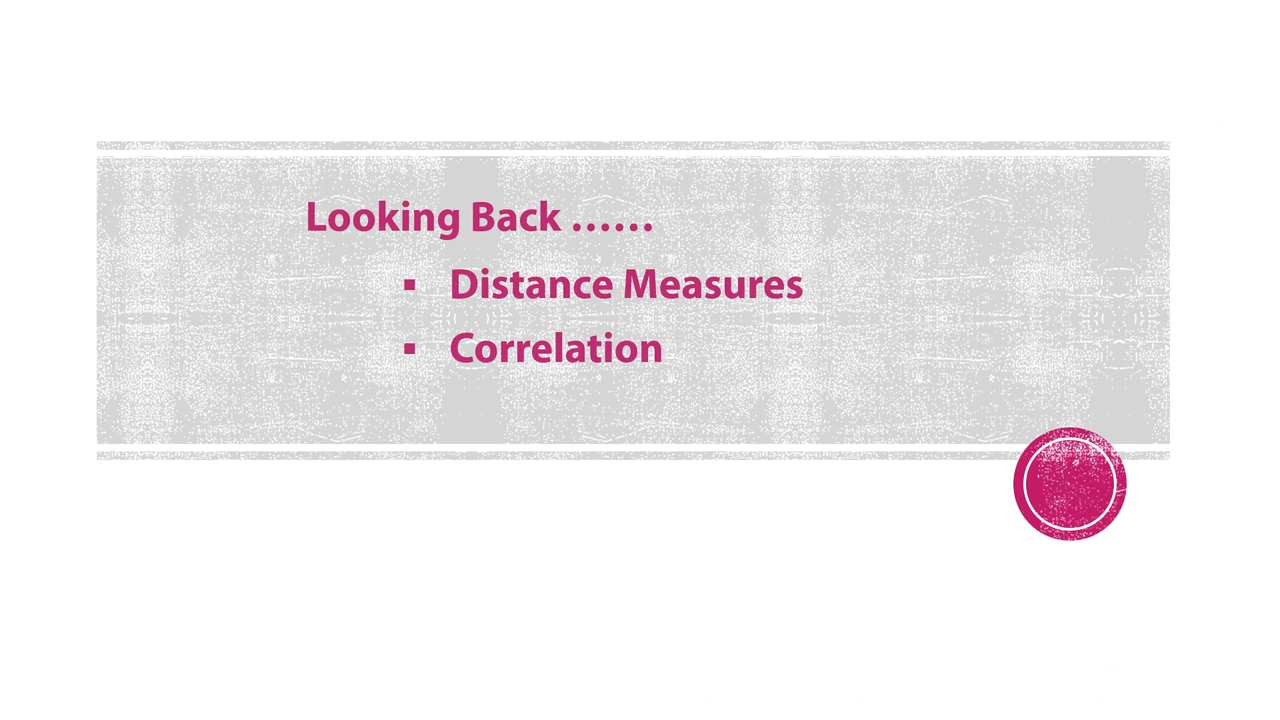 Looking Back ......
▪ Distance Measures
▪ Correlation